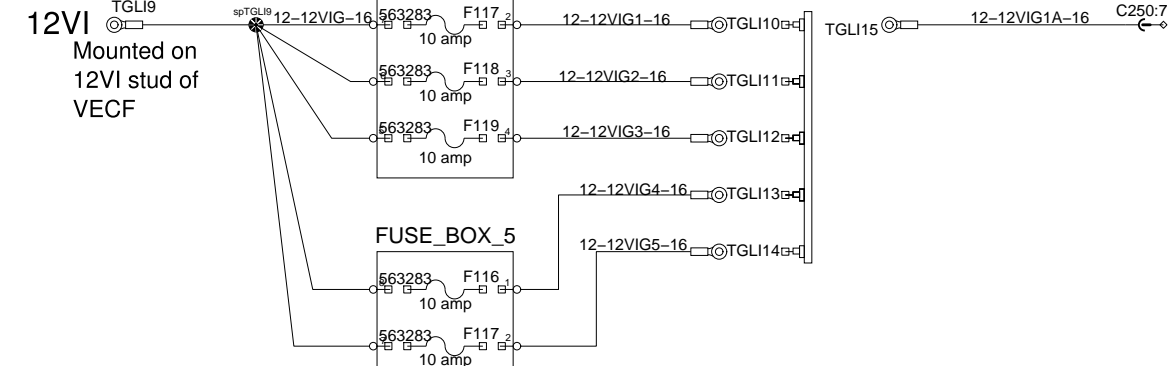 TGLI9
12VI
spTGLI9
12–12VIG–16
563283
F117
2
12–12VIG1–16
TGLI10
TGLI15
12–12VIG1A–16
C250:7
Mounted on
12VI stud of
VECF
10 amp
563283
F118
3
12–12VIG2–16
TGLI11
10 amp
563283
F119
4
12–12VIG3–16
TGLI12
10 amp
12–12VIG4–16
TGLI13
FUSE_BOX_5
12–12VIG5–16
TGLI14
563283
F116
1
10 amp
563283
F117
2
10 amp